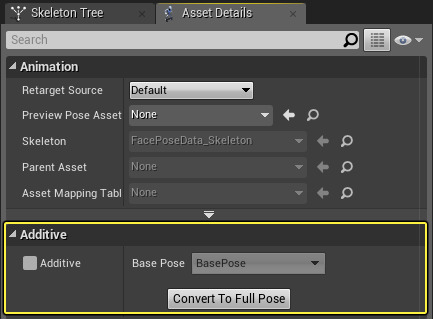 Skeleton Tree Asset Details
Search
Animation
Retarget Source Default
Preview Pose Asset None
Skeleton FacePoseData_Skeleton
Parent Asset None
Asset Mapping Tabl None
Additive
Additive Base Pose BasePose
Convert To Full Pose